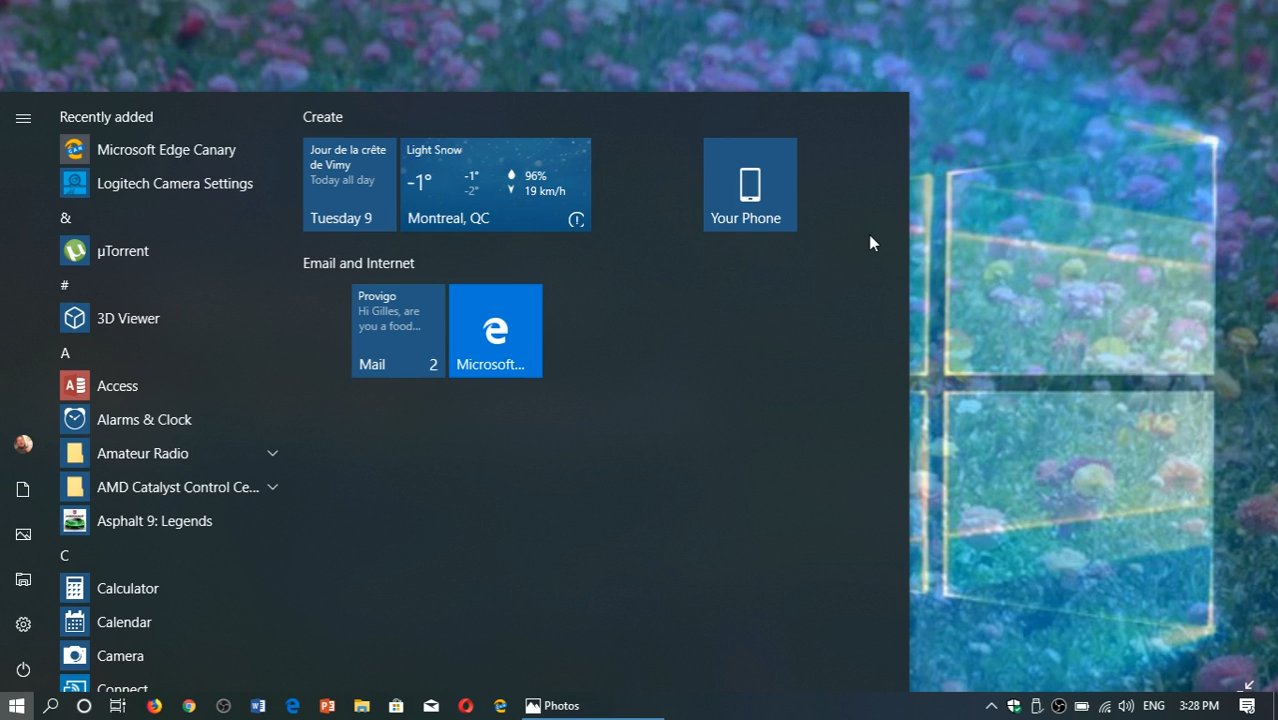 Recently added
Microsoft Edge Canary
Logitech Camera Settings
&
µTorrent
#
3D Viewer
A
Access
Alarms & Clock
Amateur Radio
AMD Catalyst Control Ce...
Asphalt 9: Legends
C
Calculator
Calendar
Camera
Connect
Create
Jour de la crête
de Vimy
Today all day
Tuesday 9
Light Snow
-1°
-1°
-2°
96%
19 km/h
Montreal, QC
Your Phone
Email and Internet
Provigo
Hi Gilles, are
you a food...
Mail 2
Microsoft...
Photos
ENG
3:28 PM